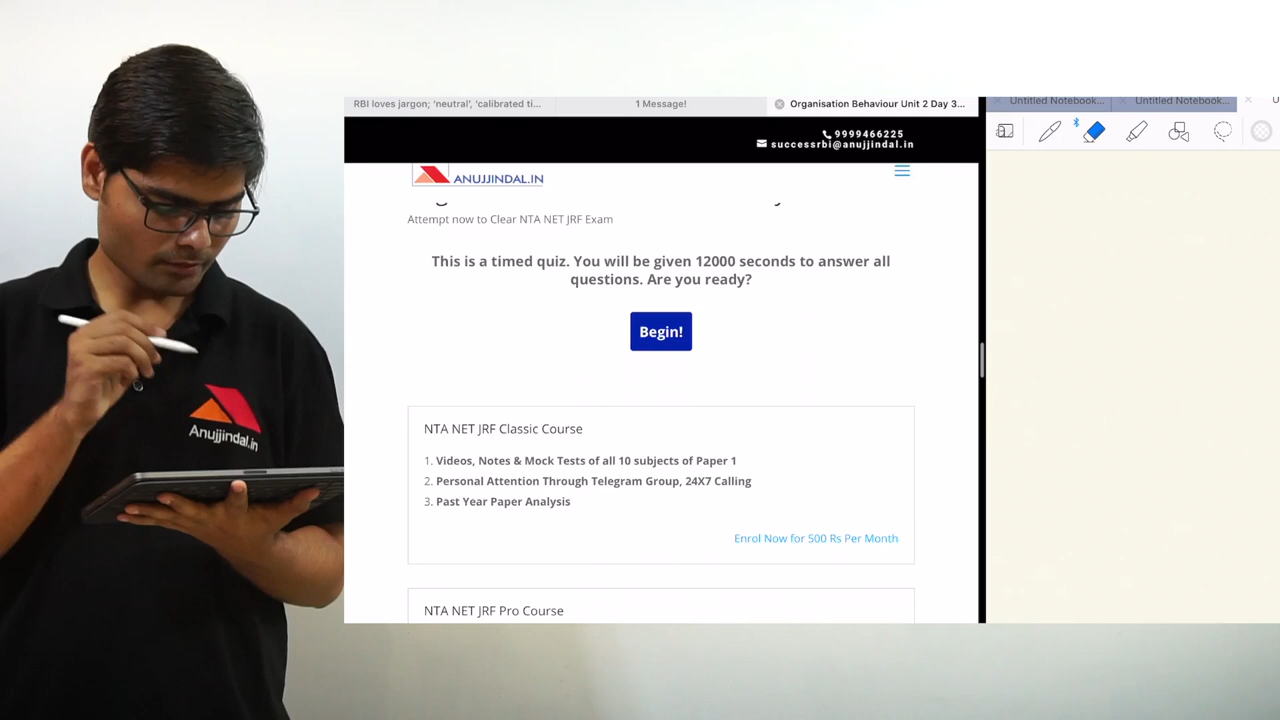 RBI loves jargon; 'neutral', 'calibrated ti...
1 Message!
Organisation Behaviour Unit 2 Day 3...
Untitled Notebook...
Untitled Notebook...
U
9999466225
successrbi@anujjindal.in
ANUJJINDAL.IN
Attempt now to Clear NTA NET JRF Exam
This is a timed quiz. You will be given 12000 seconds to answer all
questions. Are you ready?
Begin!
NTA NET JRF Classic Course
1. Videos, Notes & Mock Tests of all 10 subjects of Paper 1
2. Personal Attention Through Telegram Group, 24X7 Calling
3. Past Year Paper Analysis
Enrol Now for 500 Rs Per Month
NTA NET JRF Pro Course
Anujjindal.in